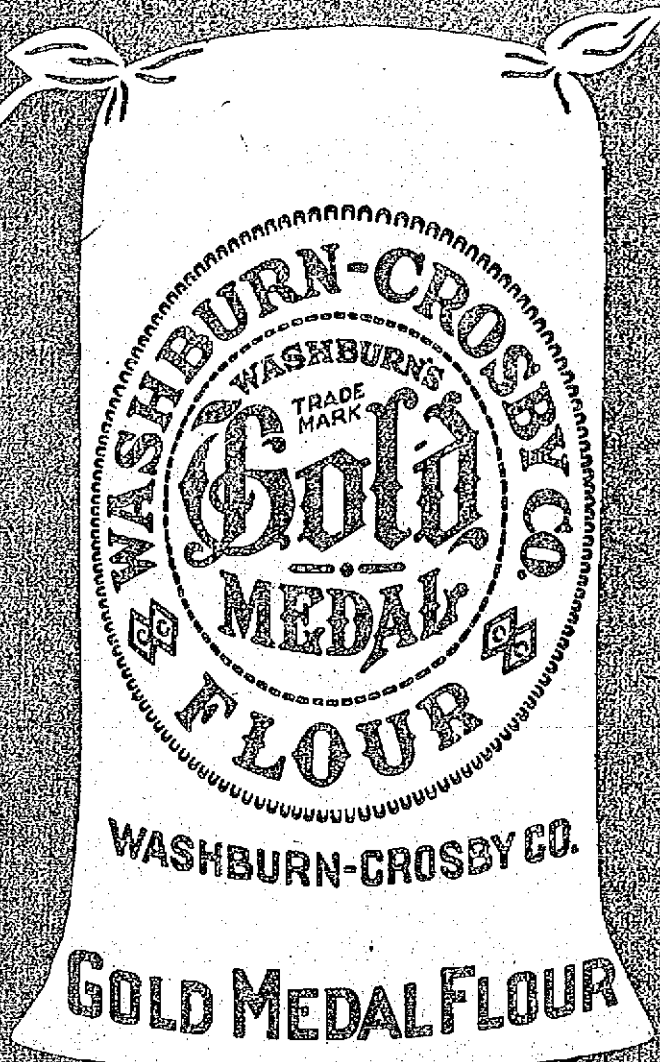 WASHBURN-CROSBY CO.
WASHBURN'S
TRADE
MARK
Gold
MEDAL
FLOUR
WASHBURN-CROSBY CO.
GOLD MEDAL FLOUR